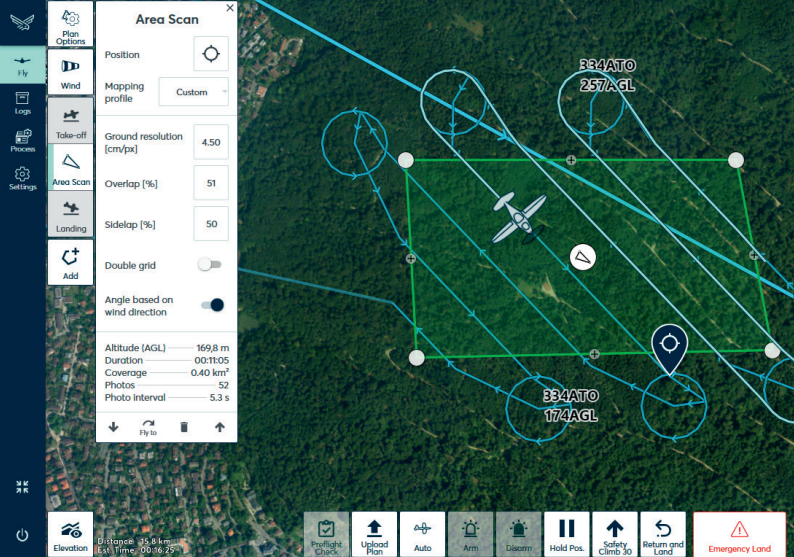 Area Scan
Plan
Options
Position
Fly
Wind
Mapping
profile
Custom
Logs
Take-off
Ground resolution
[cm/px]
4.50
Process
Area Scan
Overlap [%]
51
Settings
Landing
Sidelap [%]
50
Add
Double grid
Angle based on
wind direction
Altitude (AGL) 169,8 m
Duration 00:11:05
Coverage 0.40 km²
Photos 52
Photo interval 5.3 s
Fly to
334ATO
257AGL
334ATO
174AGL
Elevation
Distance 15.8 km
Est. Time 00:16:25
Preflight
Check
Upload
Plan
Auto
Arm
Disarm
Hold Pos.
Safety
Climb 30
Return and
Land
Emergency Land